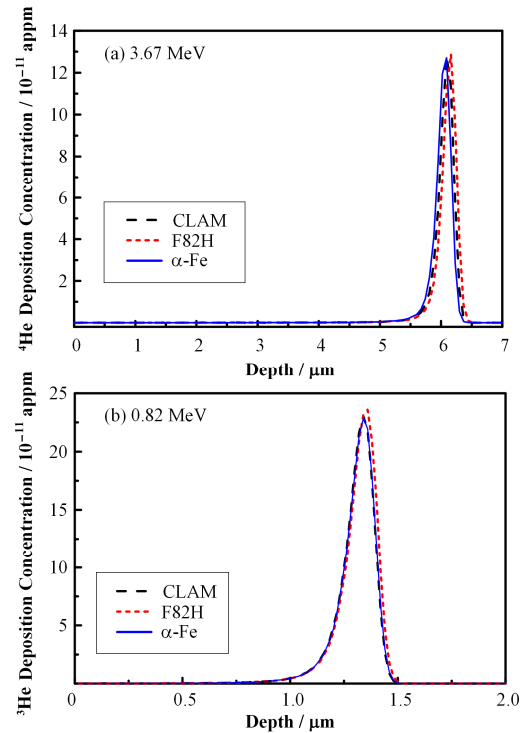 (a) 3.67 MeV
⁴He Deposition Concentration / 10⁻¹¹ appm
14
12
10
8
6
4
2
CLAM
F82H
α-Fe
0 1 2 3 4 5 6 7
Depth / μm
(b) 0.82 MeV
³He Deposition Concentration / 10⁻¹¹ appm
25
20
15
10
5
CLAM
F82H
α-Fe
0 0.5 1.0 1.5 2.0
Depth / μm